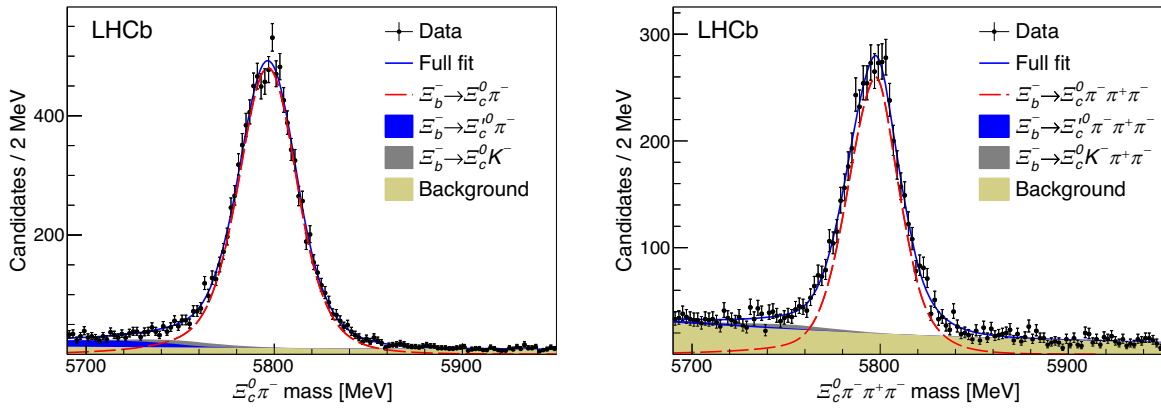 LHCb
Data
Full fit
Ξb⁻→Ξc⁰π⁻
Ξb⁻→Ξc′⁰π⁻
Ξb⁻→Ξc⁰K⁻
Background
Candidates / 2 MeV
400
200
5700 5800 5900
Ξc⁰π⁻ mass [MeV]
LHCb
Data
Full fit
Ξb⁻→Ξc⁰π⁻π⁺π⁻
Ξb⁻→Ξc′⁰π⁻π⁺π⁻
Ξb⁻→Ξc⁰K⁻π⁺π⁻
Background
Candidates / 2 MeV
300
200
100
5700 5800 5900
Ξc⁰π⁻π⁺π⁻ mass [MeV]